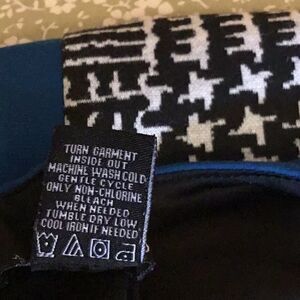 TURN GARMENT
INSIDE OUT
MACHINE WASH COLD
GENTLE CYCLE
ONLY NON-CHLORINE
BLEACH
WHEN NEEDED
TUMBLE DRY LOW
COOL IRON IF NEEDED